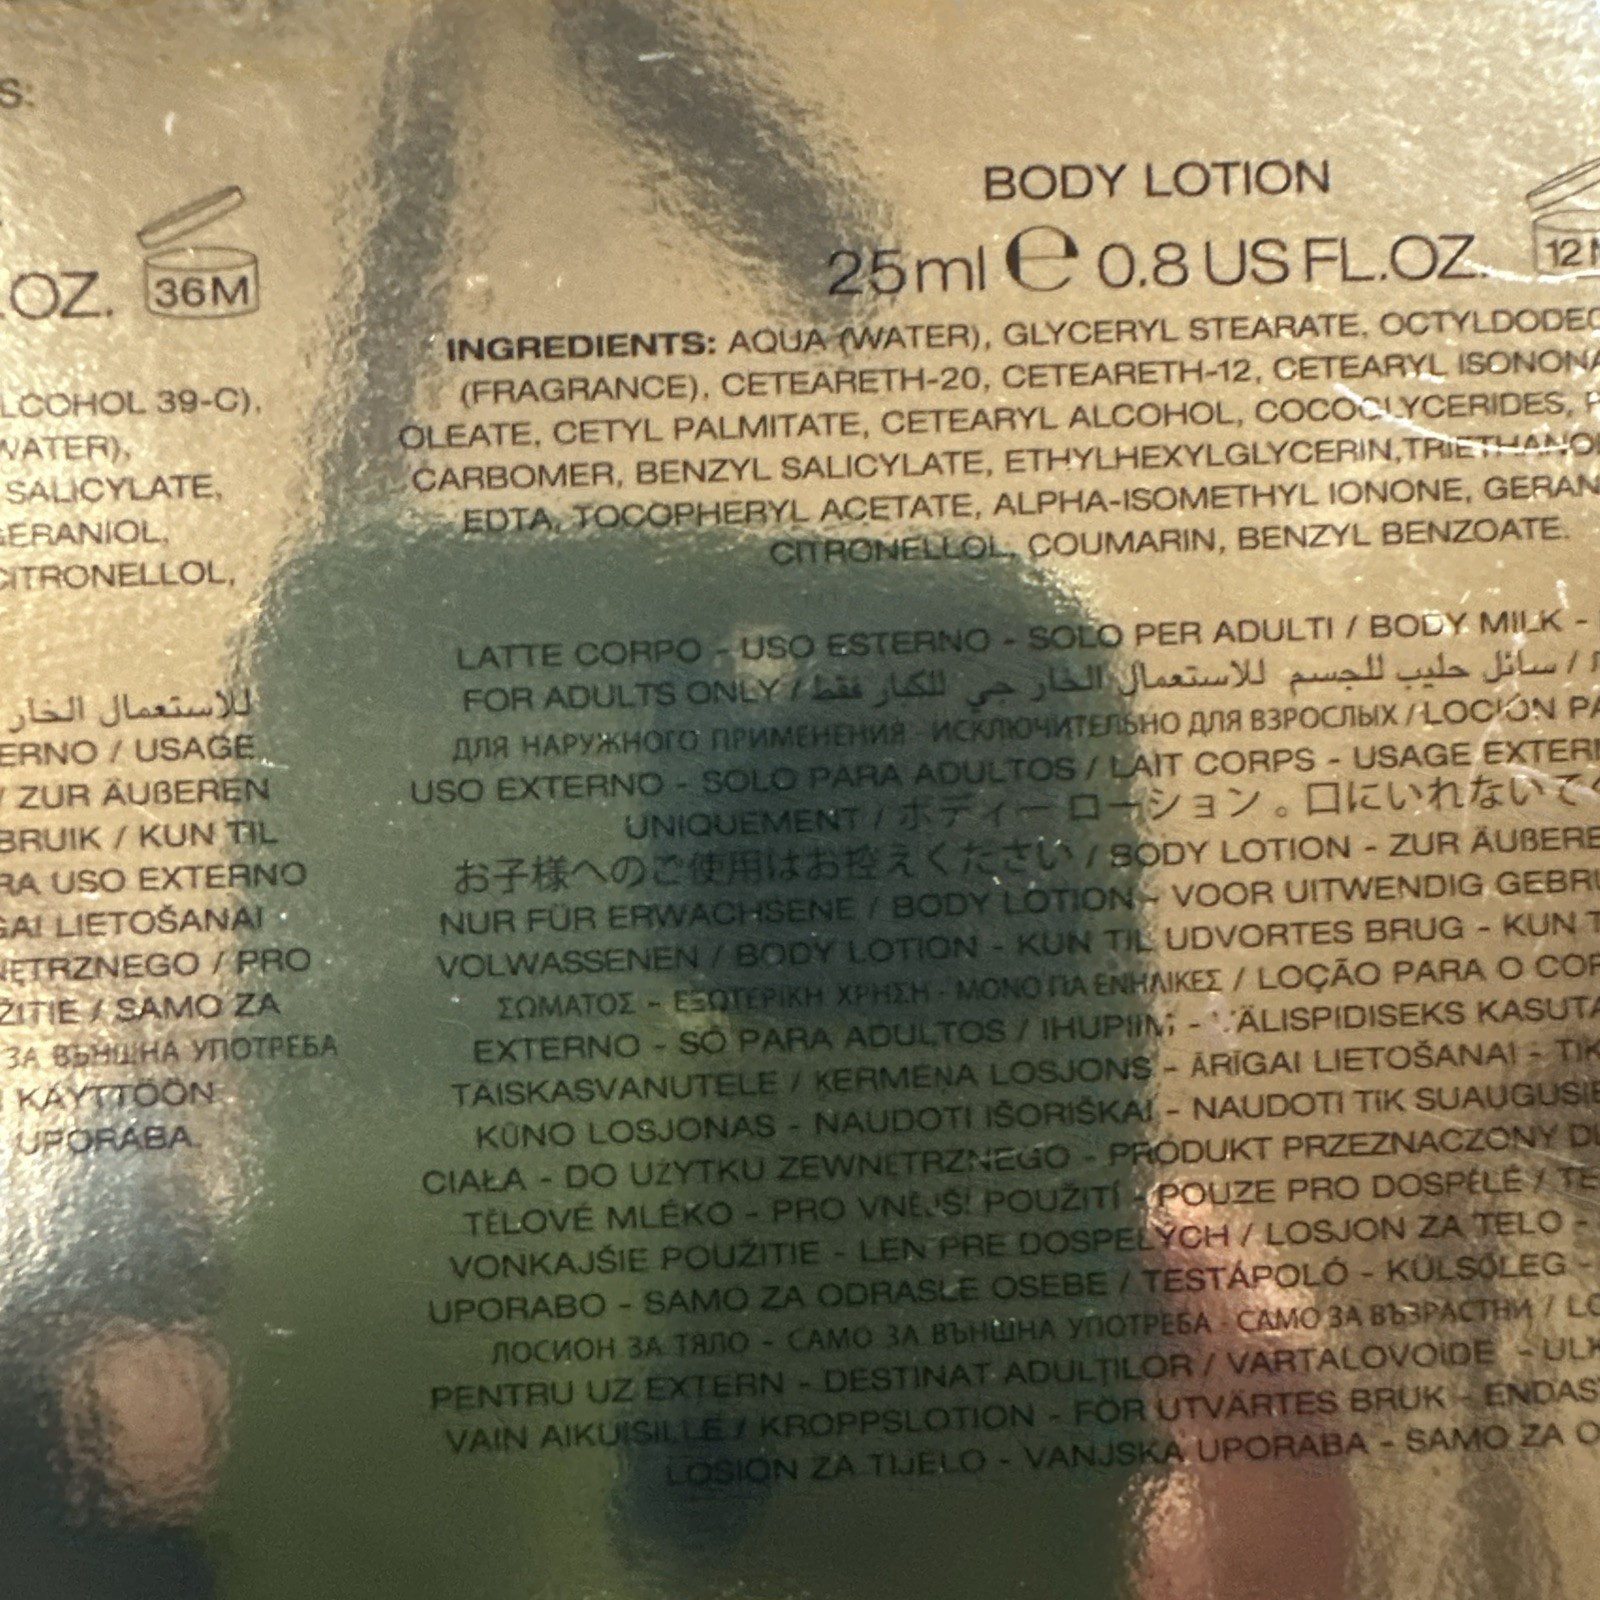 S:
OZ.
36M
LCOHOL 39-C),
WATER),
SALICYLATE,
GERANIOL,
CITRONELLOL,
للاستعمال الخار
ERNO / USAGE
/ ZUR ÄUßEREN
BRUIK / KUN TIL
RA USO EXTERNO
GAI LIETOŠANAI
NĘTRZNEGO / PRO
ŽITIE / SAMO ZA
ЗА ВЪНШНА УПОТРЕБА
KÄYTTÖÖN
UPORABA.
BODY LOTION
25ml e 0.8 US FL.OZ.
12M
INGREDIENTS: AQUA (WATER), GLYCERYL STEARATE, OCTYLDODEC
(FRAGRANCE), CETEARETH-20, CETEARETH-12, CETEARYL ISONONA
OLEATE, CETYL PALMITATE, CETEARYL ALCOHOL, COCOGLYCERIDES, P
CARBOMER, BENZYL SALICYLATE, ETHYLHEXYLGLYCERIN,TRIETHANOL
EDTA, TOCOPHERYL ACETATE, ALPHA-ISOMETHYL IONONE, GERAN
CITRONELLOL, COUMARIN, BENZYL BENZOATE.
LATTE CORPO - USO ESTERNO - SOLO PER ADULTI / BODY MILK -
FOR ADULTS ONLY / سائل حليب للجسم للاستعمال الخار جي للكبار فقط /
ДЛЯ НАРУЖНОГО ПРИМЕНЕНИЯ - ИСКЛЮЧИТЕЛЬНО ДЛЯ ВЗРОСЛЫХ / LOCIÓN PA
USO EXTERNO - SOLO PARA ADULTOS / LAIT CORPS - USAGE EXTERN
UNIQUEMENT / ボディー ローション 。口にいれないでく
お子様へのご使用はお控えください / BODY LOTION - ZUR ÄUßERE
NUR FÜR ERWACHSENE / BODY LOTION - VOOR UITWENDIG GEBRU
VOLWASSENEN / BODY LOTION - KUN TIL UDVORTES BRUG - KUN T
ΣΩΜΑΤΟΣ - ΕΞΩΤΕΡΙΚΗ ΧΡΗΣΗ - ΜΟΝΟ ΓΙΑ ΕΝΗΛΙΚΕΣ / LOÇÃO PARA O COR
EXTERNO - SÓ PARA ADULTOS / IHUPIIM - VÄLISPIDISEKS KASUTA
TÄISKASVANUTELE / ĶERMEŅA LOSJONS - ĀRĪGAI LIETOŠANAI - TIK
KŪNO LOSJONAS - NAUDOTI IŠORIŠKAI - NAUDOTI TIK SUAUGUSIE
CIAŁA - DO UŻYTKU ZEWNĘTRZNEGO - PRODUKT PRZEZNACZONY DL
TĚLOVÉ MLÉKO - PRO VNĚJŠÍ POUŽITÍ - POUZE PRO DOSPĚLÉ / TE
VONKAJŠIE POUŽITIE - LEN PRE DOSPELÝCH / LOSJON ZA TELO -
UPORABO - SAMO ZA ODRASLE OSEBE / TESTÁPOLÓ - KÜLSŐLEG -
ЛОСИОН ЗА ТЯЛО - САМО ЗА ВЪНШНА УПОТРЕБА - САМО ЗА ВЪЗРАСТНИ / LO
PENTRU UZ EXTERN - DESTINAT ADULȚILOR / VARTALOVOIDE - ULK
VAIN AIKUISILLE / KROPPSLOTION - FÖR UTVÄRTES BRUK - ENDAS
LOSION ZA TIJELO - VANJSKA UPORABA - SAMO ZA O